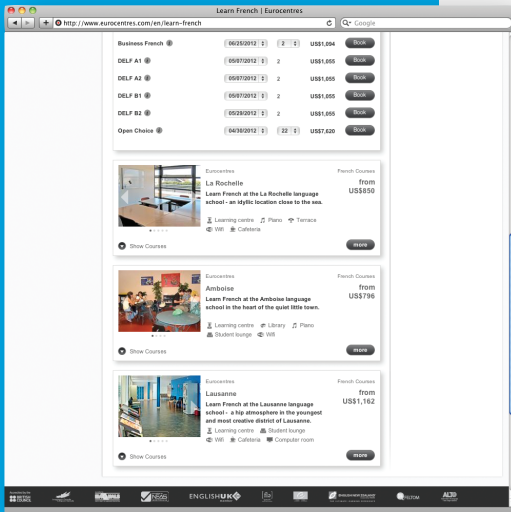 Learn French | Eurocentres
http://www.eurocentres.com/en/learn-french
Google
Business French 06/25/2012 2 US$1,094 Book
DELF A1 05/07/2012 2 US$1,055 Book
DELF A2 05/07/2012 2 US$1,055 Book
DELF B1 05/07/2012 2 US$1,055 Book
DELF B2 05/29/2012 2 US$1,055 Book
Open Choice 04/30/2012 22 US$7,620 Book
Eurocentres French Courses
La Rochelle from
US$850
Learn French at the La Rochelle language
school - an idyllic location close to the sea.
Learning centre Piano Terrace
Wifi Cafeteria
Show Courses more
Eurocentres French Courses
Amboise from
US$796
Learn French at the Amboise language
school in the heart of the quiet little town.
Learning centre Library Piano
Student lounge Wifi
Show Courses more
Eurocentres French Courses
Lausanne from
US$1,162
Learn French at the Lausanne language
school - a hip atmosphere in the youngest
and most creative district of Lausanne.
Learning centre Student lounge
Wifi Cafeteria Computer room
Show Courses more
BRITISH COUNCIL
ENGLISHUK
FELTOM
ALTO